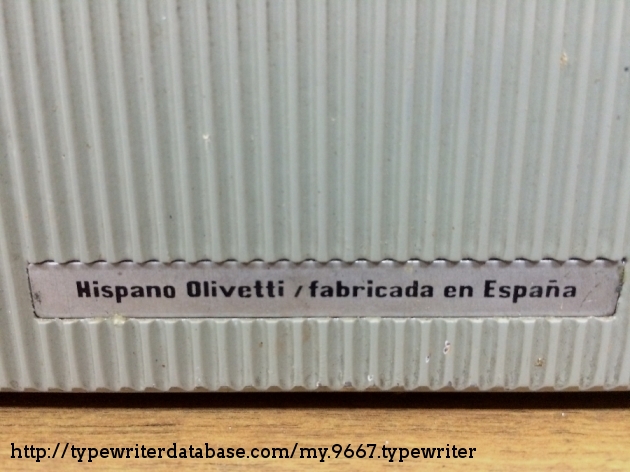 Hispano Olivetti / fabricada en España
http://typewriterdatabase.com/my.9667.typewriter